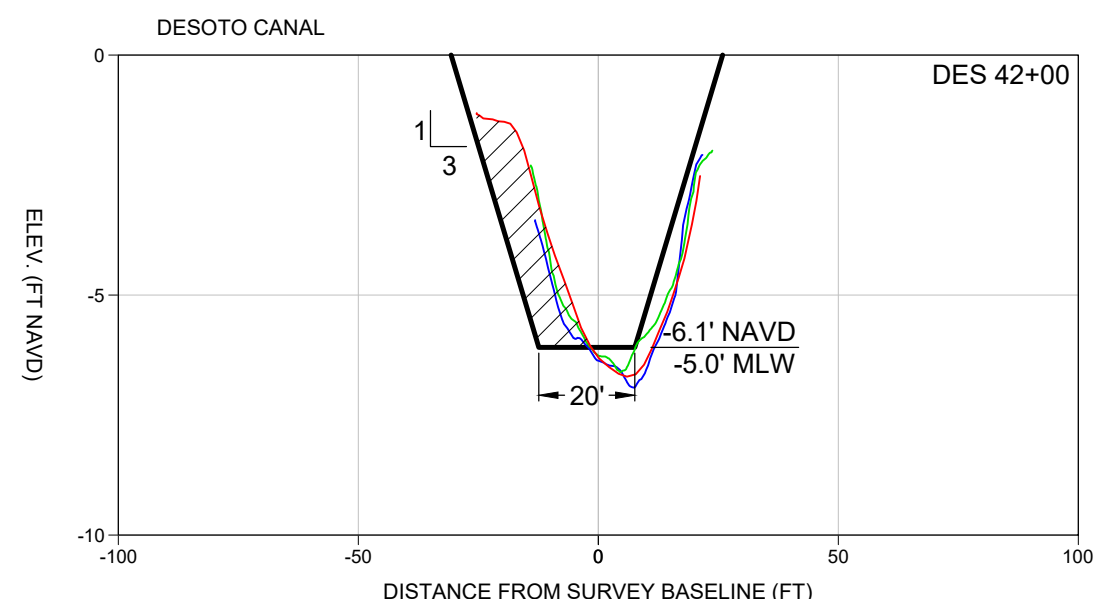 DESOTO CANAL
DES 42+00
0
-5
-10
ELEV. (FT NAVD)
1
3
-6.1' NAVD
-5.0' MLW
20'
-100
-50
0
50
100
DISTANCE FROM SURVEY BASELINE (FT)